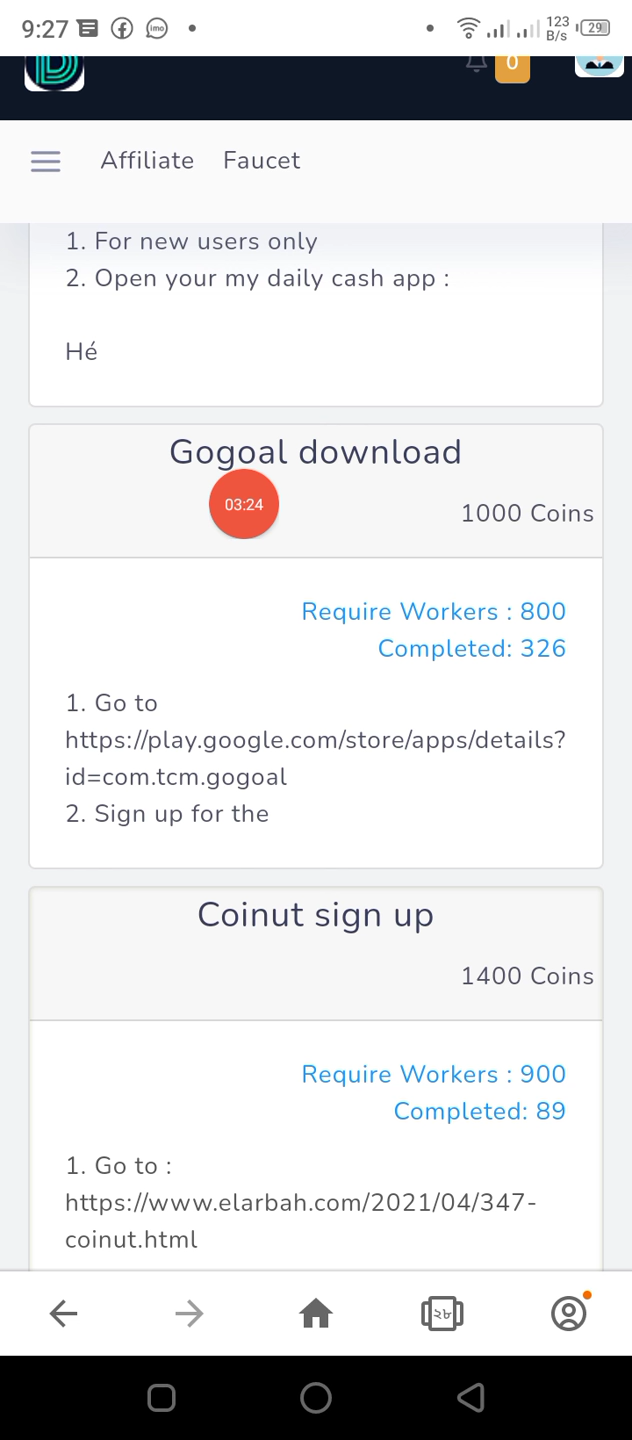 9:27
imo
123
B/s
29
0
Affiliate Faucet
1. For new users only
2. Open your my daily cash app :
Hé
Gogoal download
03:24
1000 Coins
Require Workers : 800
Completed: 326
1. Go to
https://play.google.com/store/apps/details?
id=com.tcm.gogoal
2. Sign up for the
Coinut sign up
1400 Coins
Require Workers : 900
Completed: 89
1. Go to :
https://www.elarbah.com/2021/04/347-
coinut.html
২৮